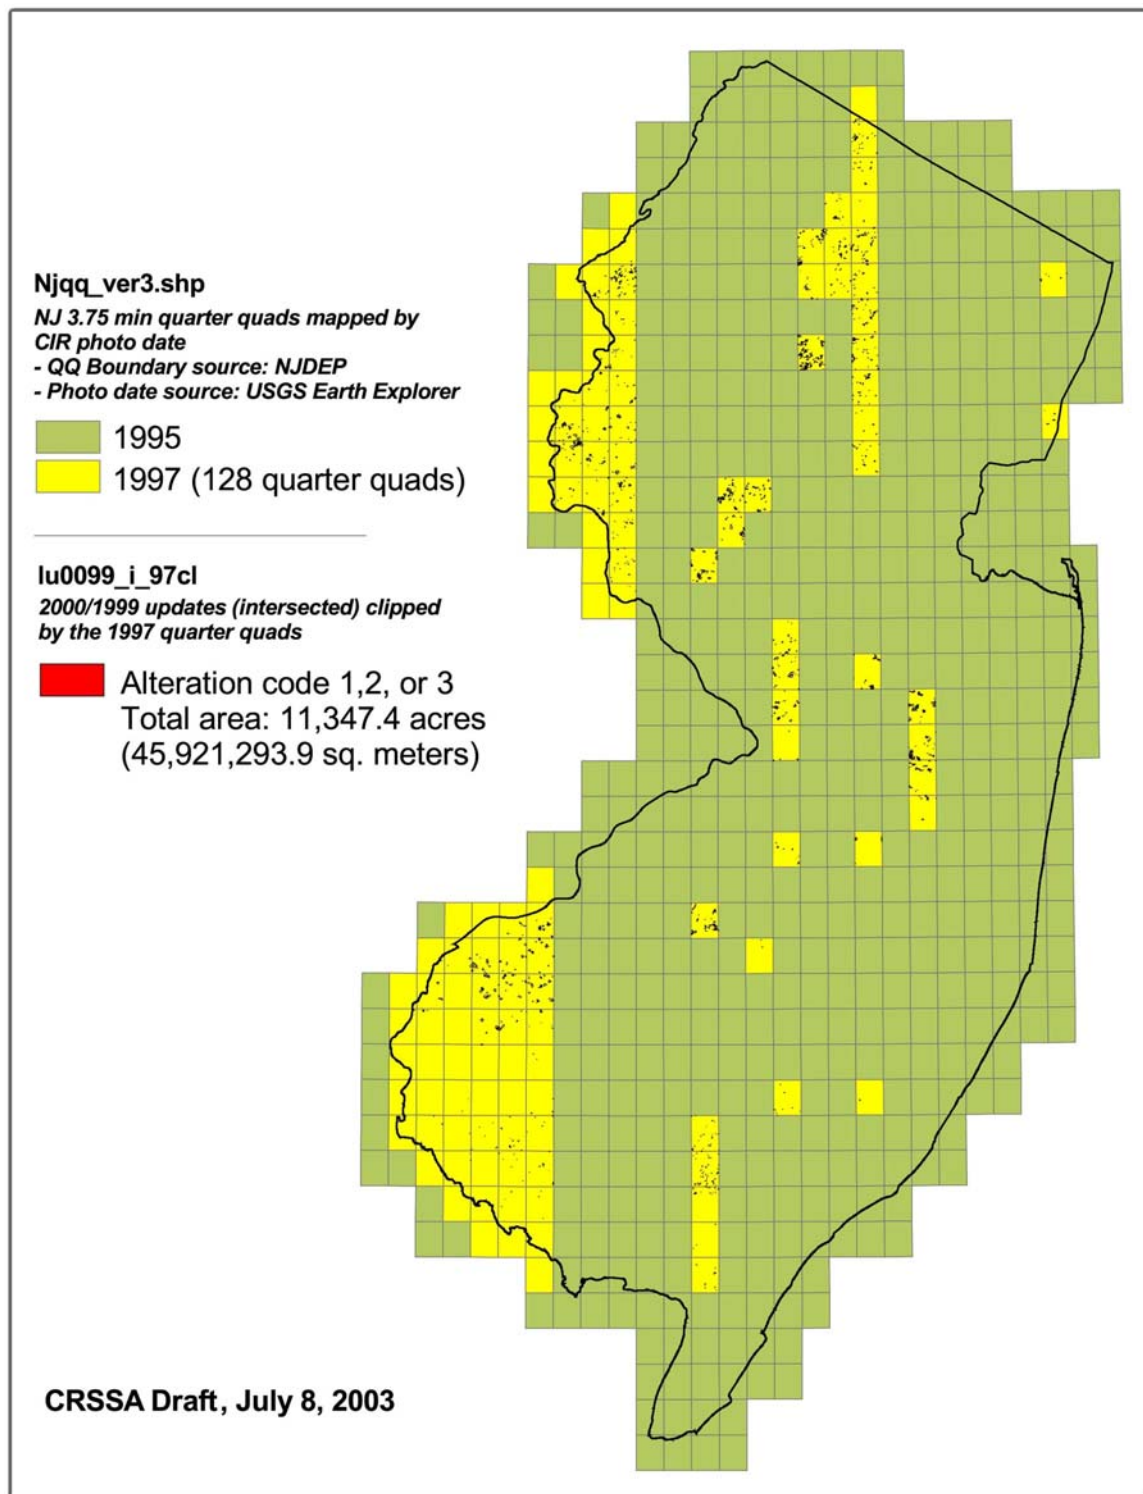 Njqq_ver3.shp
NJ 3.75 min quarter quads mapped by
CIR photo date
- QQ Boundary source: NJDEP
- Photo date source: USGS Earth Explorer
1995
1997 (128 quarter quads)
lu0099_i_97cl
2000/1999 updates (intersected) clipped
by the 1997 quarter quads
Alteration code 1,2, or 3
Total area: 11,347.4 acres
(45,921,293.9 sq. meters)
CRSSA Draft, July 8, 2003